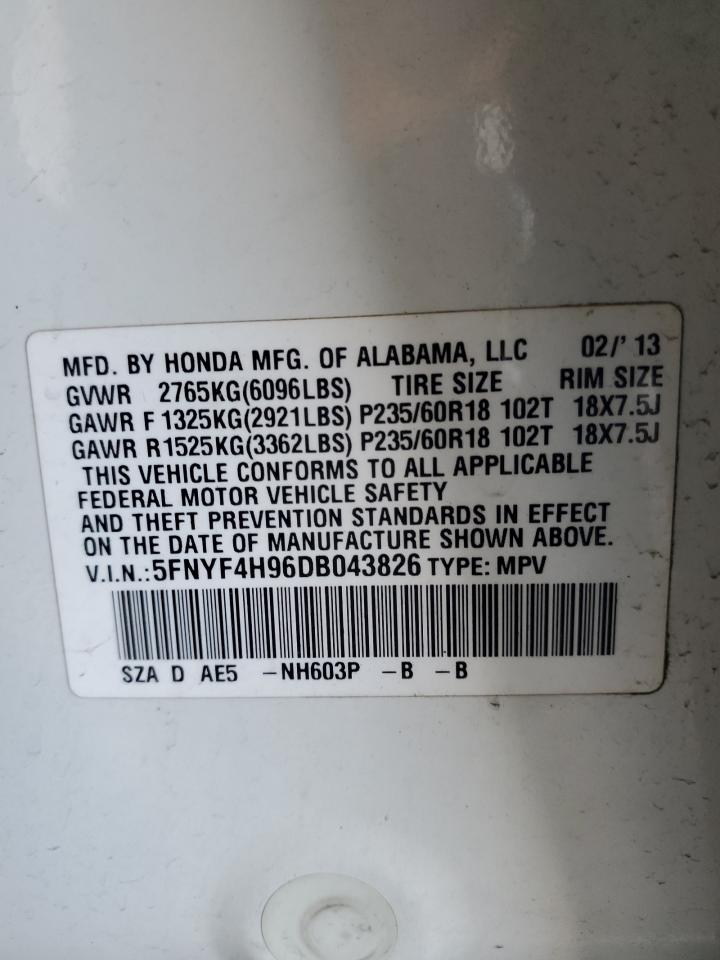 MFD. BY HONDA MFG. OF ALABAMA, LLC 02/' 13
GVWR 2765KG(6096LBS) TIRE SIZE RIM SIZE
GAWR F 1325KG(2921LBS) P235/60R18 102T 18X7.5J
GAWR R1525KG(3362LBS) P235/60R18 102T 18X7.5J
THIS VEHICLE CONFORMS TO ALL APPLICABLE
FEDERAL MOTOR VEHICLE SAFETY
AND THEFT PREVENTION STANDARDS IN EFFECT
ON THE DATE OF MANUFACTURE SHOWN ABOVE.
V.I.N.:5FNYF4H96DB043826 TYPE: MPV
SZA D AE5 -NH603P -B -B